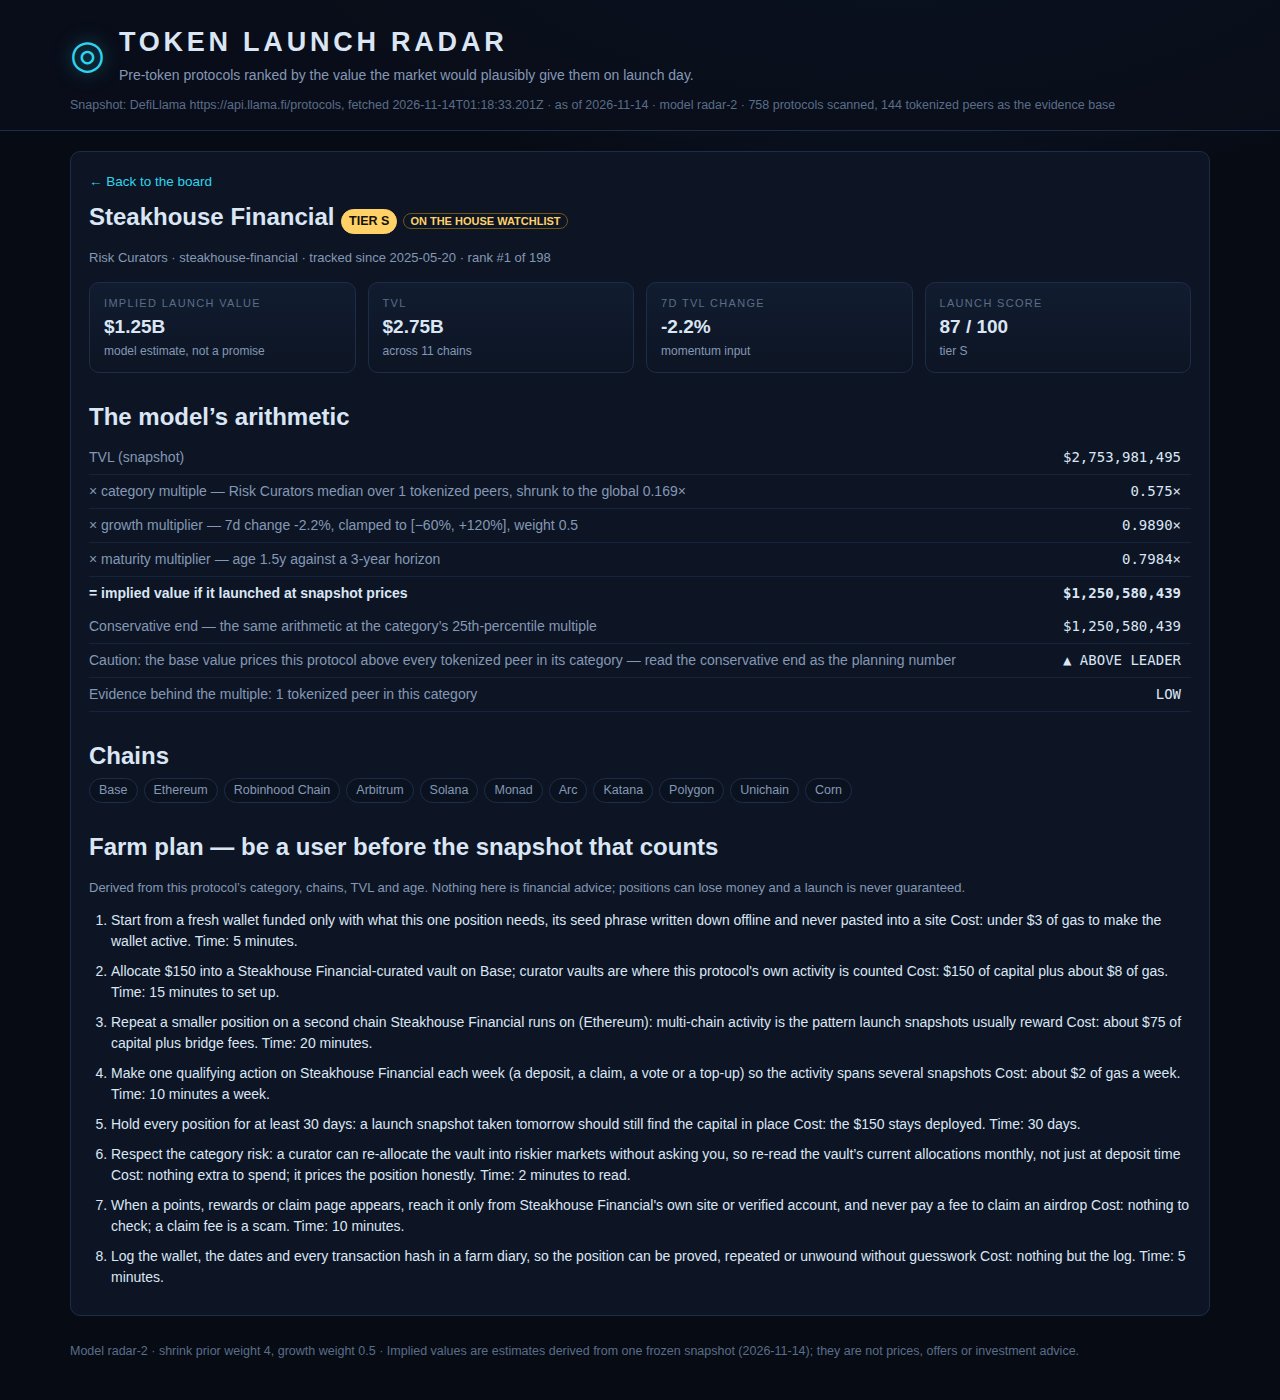 TOKEN LAUNCH RADAR
Pre-token protocols ranked by the value the market would plausibly give them on launch day.
Snapshot: DefiLlama https://api.llama.fi/protocols, fetched 2026-11-14T01:18:33.201Z · as of 2026-11-14 · model radar-2 · 758 protocols scanned, 144 tokenized peers as the evidence base
← Back to the board
Steakhouse Financial TIER S ON THE HOUSE WATCHLIST
Risk Curators · steakhouse-financial · tracked since 2025-05-20 · rank #1 of 198
IMPLIED LAUNCH VALUE
$1.25B
model estimate, not a promise
TVL
$2.75B
across 11 chains
7D TVL CHANGE
-2.2%
momentum input
LAUNCH SCORE
87 / 100
tier S
The model’s arithmetic
TVL (snapshot) $2,753,981,495
× category multiple — Risk Curators median over 1 tokenized peers, shrunk to the global 0.169× 0.575×
× growth multiplier — 7d change -2.2%, clamped to [−60%, +120%], weight 0.5 0.9890×
× maturity multiplier — age 1.5y against a 3-year horizon 0.7984×
= implied value if it launched at snapshot prices $1,250,580,439
Conservative end — the same arithmetic at the category’s 25th-percentile multiple $1,250,580,439
Caution: the base value prices this protocol above every tokenized peer in its category — read the conservative end as the planning number ▲ ABOVE LEADER
Evidence behind the multiple: 1 tokenized peer in this category LOW
Chains
Base Ethereum Robinhood Chain Arbitrum Solana Monad Arc Katana Polygon Unichain Corn
Farm plan — be a user before the snapshot that counts
Derived from this protocol’s category, chains, TVL and age. Nothing here is financial advice; positions can lose money and a launch is never guaranteed.
1. Start from a fresh wallet funded only with what this one position needs, its seed phrase written down offline and never pasted into a site Cost: under $3 of gas to make the
wallet active. Time: 5 minutes.
2. Allocate $150 into a Steakhouse Financial-curated vault on Base; curator vaults are where this protocol's own activity is counted Cost: $150 of capital plus about $8 of gas.
Time: 15 minutes to set up.
3. Repeat a smaller position on a second chain Steakhouse Financial runs on (Ethereum): multi-chain activity is the pattern launch snapshots usually reward Cost: about $75 of
capital plus bridge fees. Time: 20 minutes.
4. Make one qualifying action on Steakhouse Financial each week (a deposit, a claim, a vote or a top-up) so the activity spans several snapshots Cost: about $2 of gas a week.
Time: 10 minutes a week.
5. Hold every position for at least 30 days: a launch snapshot taken tomorrow should still find the capital in place Cost: the $150 stays deployed. Time: 30 days.
6. Respect the category risk: a curator can re-allocate the vault into riskier markets without asking you, so re-read the vault's current allocations monthly, not just at deposit time
Cost: nothing extra to spend; it prices the position honestly. Time: 2 minutes to read.
7. When a points, rewards or claim page appears, reach it only from Steakhouse Financial's own site or verified account, and never pay a fee to claim an airdrop Cost: nothing to
check; a claim fee is a scam. Time: 10 minutes.
8. Log the wallet, the dates and every transaction hash in a farm diary, so the position can be proved, repeated or unwound without guesswork Cost: nothing but the log. Time: 5
minutes.
Model radar-2 · shrink prior weight 4, growth weight 0.5 · Implied values are estimates derived from one frozen snapshot (2026-11-14); they are not prices, offers or investment advice.